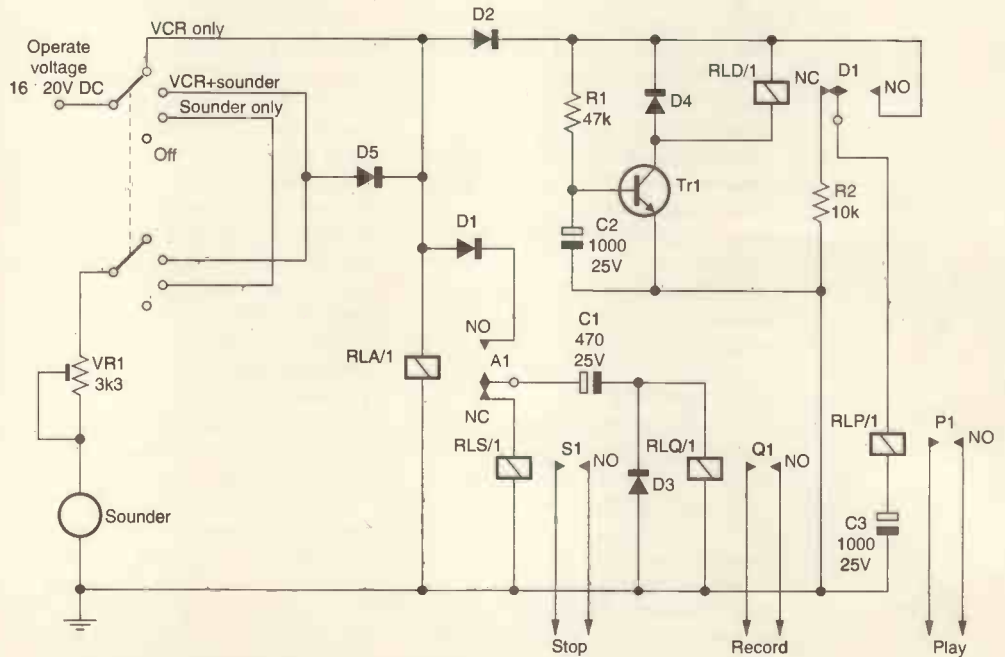 D2
VCR only
Operate
voltage
16 20V DC
VCR+sounder
Sounder only
Off
D5
R1
47k
D4
RLD/1
NC
D1
NO
Tr1
R2
10k
C2
1000
25V
D1
NO
A1
NC
C1
470
25V
RLA/1
VR1
3k3
RLS/1
S1
NO
D3
RLQ/1
Q1
NO
RLP/1
P1
NO
Sounder
C3
1000
25V
Stop
Record
Play